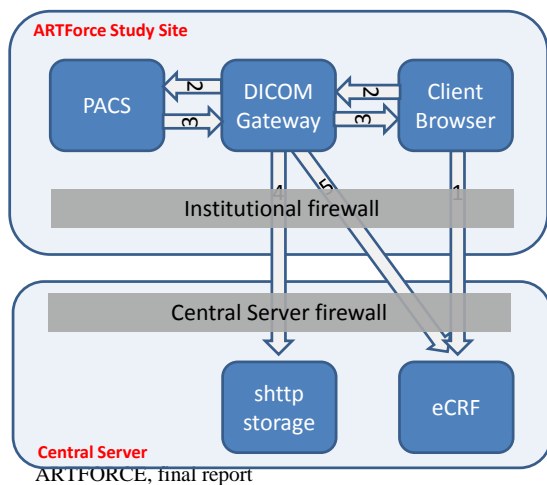 ARTForce Study Site
PACS
2
3
DICOM
Gateway
2
3
Client
Browser
4
5
1
Institutional firewall
Central Server firewall
shttp
storage
eCRF
Central Server
ARTFORCE, final report